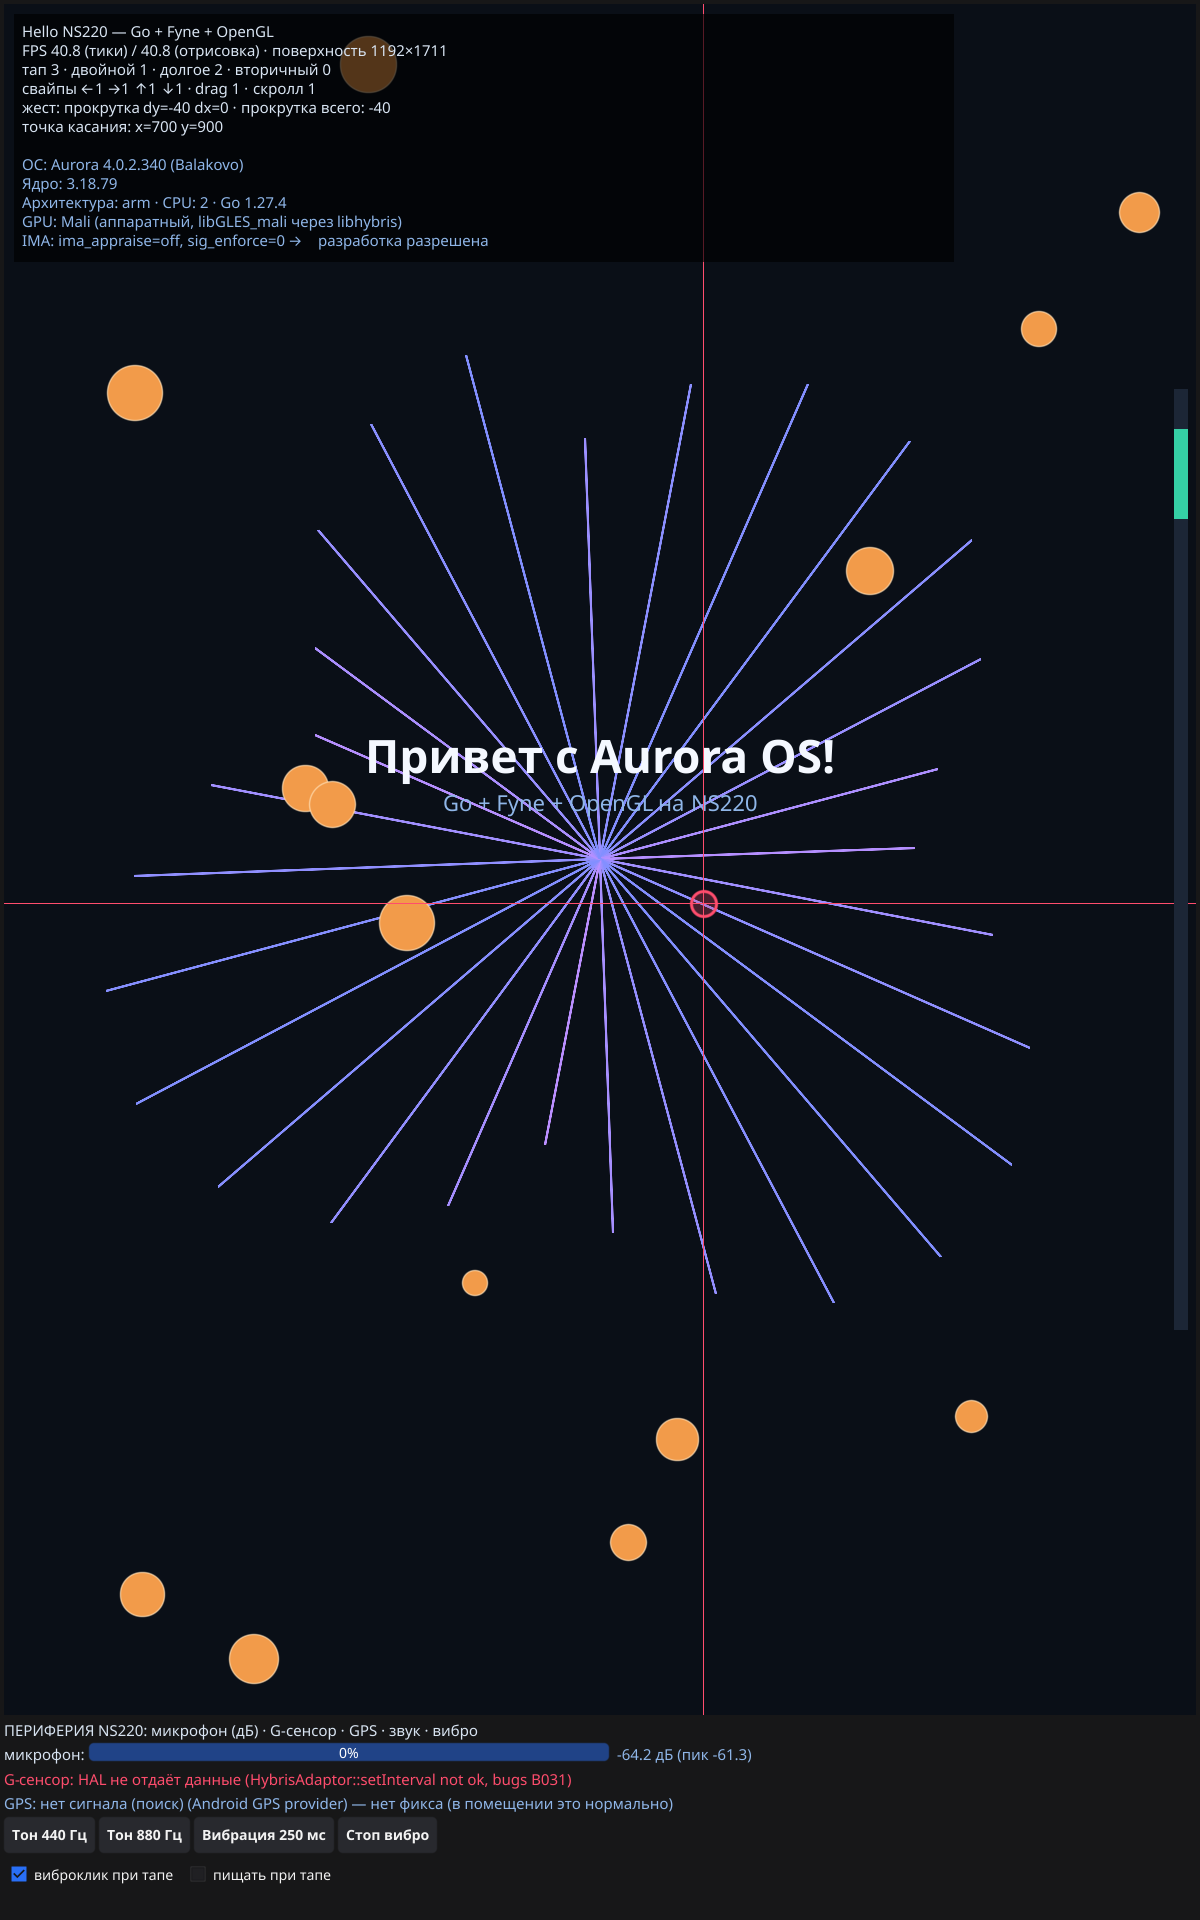 Hello NS220 — Go + Fyne + OpenGL
FPS 40.8 (тики) / 40.8 (отрисовка) · поверхность 1192×1711
тап 3 · двойной 1 · долгое 2 · вторичный 0
свайпы ←1 →1 ↑1 ↓1 · drag 1 · скролл 1
жест: прокрутка dy=-40 dx=0 · прокрутка всего: -40
точка касания: x=700 y=900
ОС: Aurora 4.0.2.340 (Balakovo)
Ядро: 3.18.79
Архитектура: arm · CPU: 2 · Go 1.27.4
GPU: Mali (аппаратный, libGLES_mali через libhybris)
IMA: ima_appraise=off, sig_enforce=0 → разработка разрешена
Привет с Aurora OS!
Go + Fyne + OpenGL на NS220
ПЕРИФЕРИЯ NS220: микрофон (дБ) · G-сенсор · GPS · звук · вибро
микрофон: 0% -64.2 дБ (пик -61.3)
G-сенсор: HAL не отдаёт данные (HybrisAdaptor::setInterval not ok, bugs B031)
GPS: нет сигнала (поиск) (Android GPS provider) — нет фикса (в помещении это нормально)
Тон 440 Гц Тон 880 Гц Вибрация 250 мс Стоп вибро
виброклик при тапе пищать при тапе